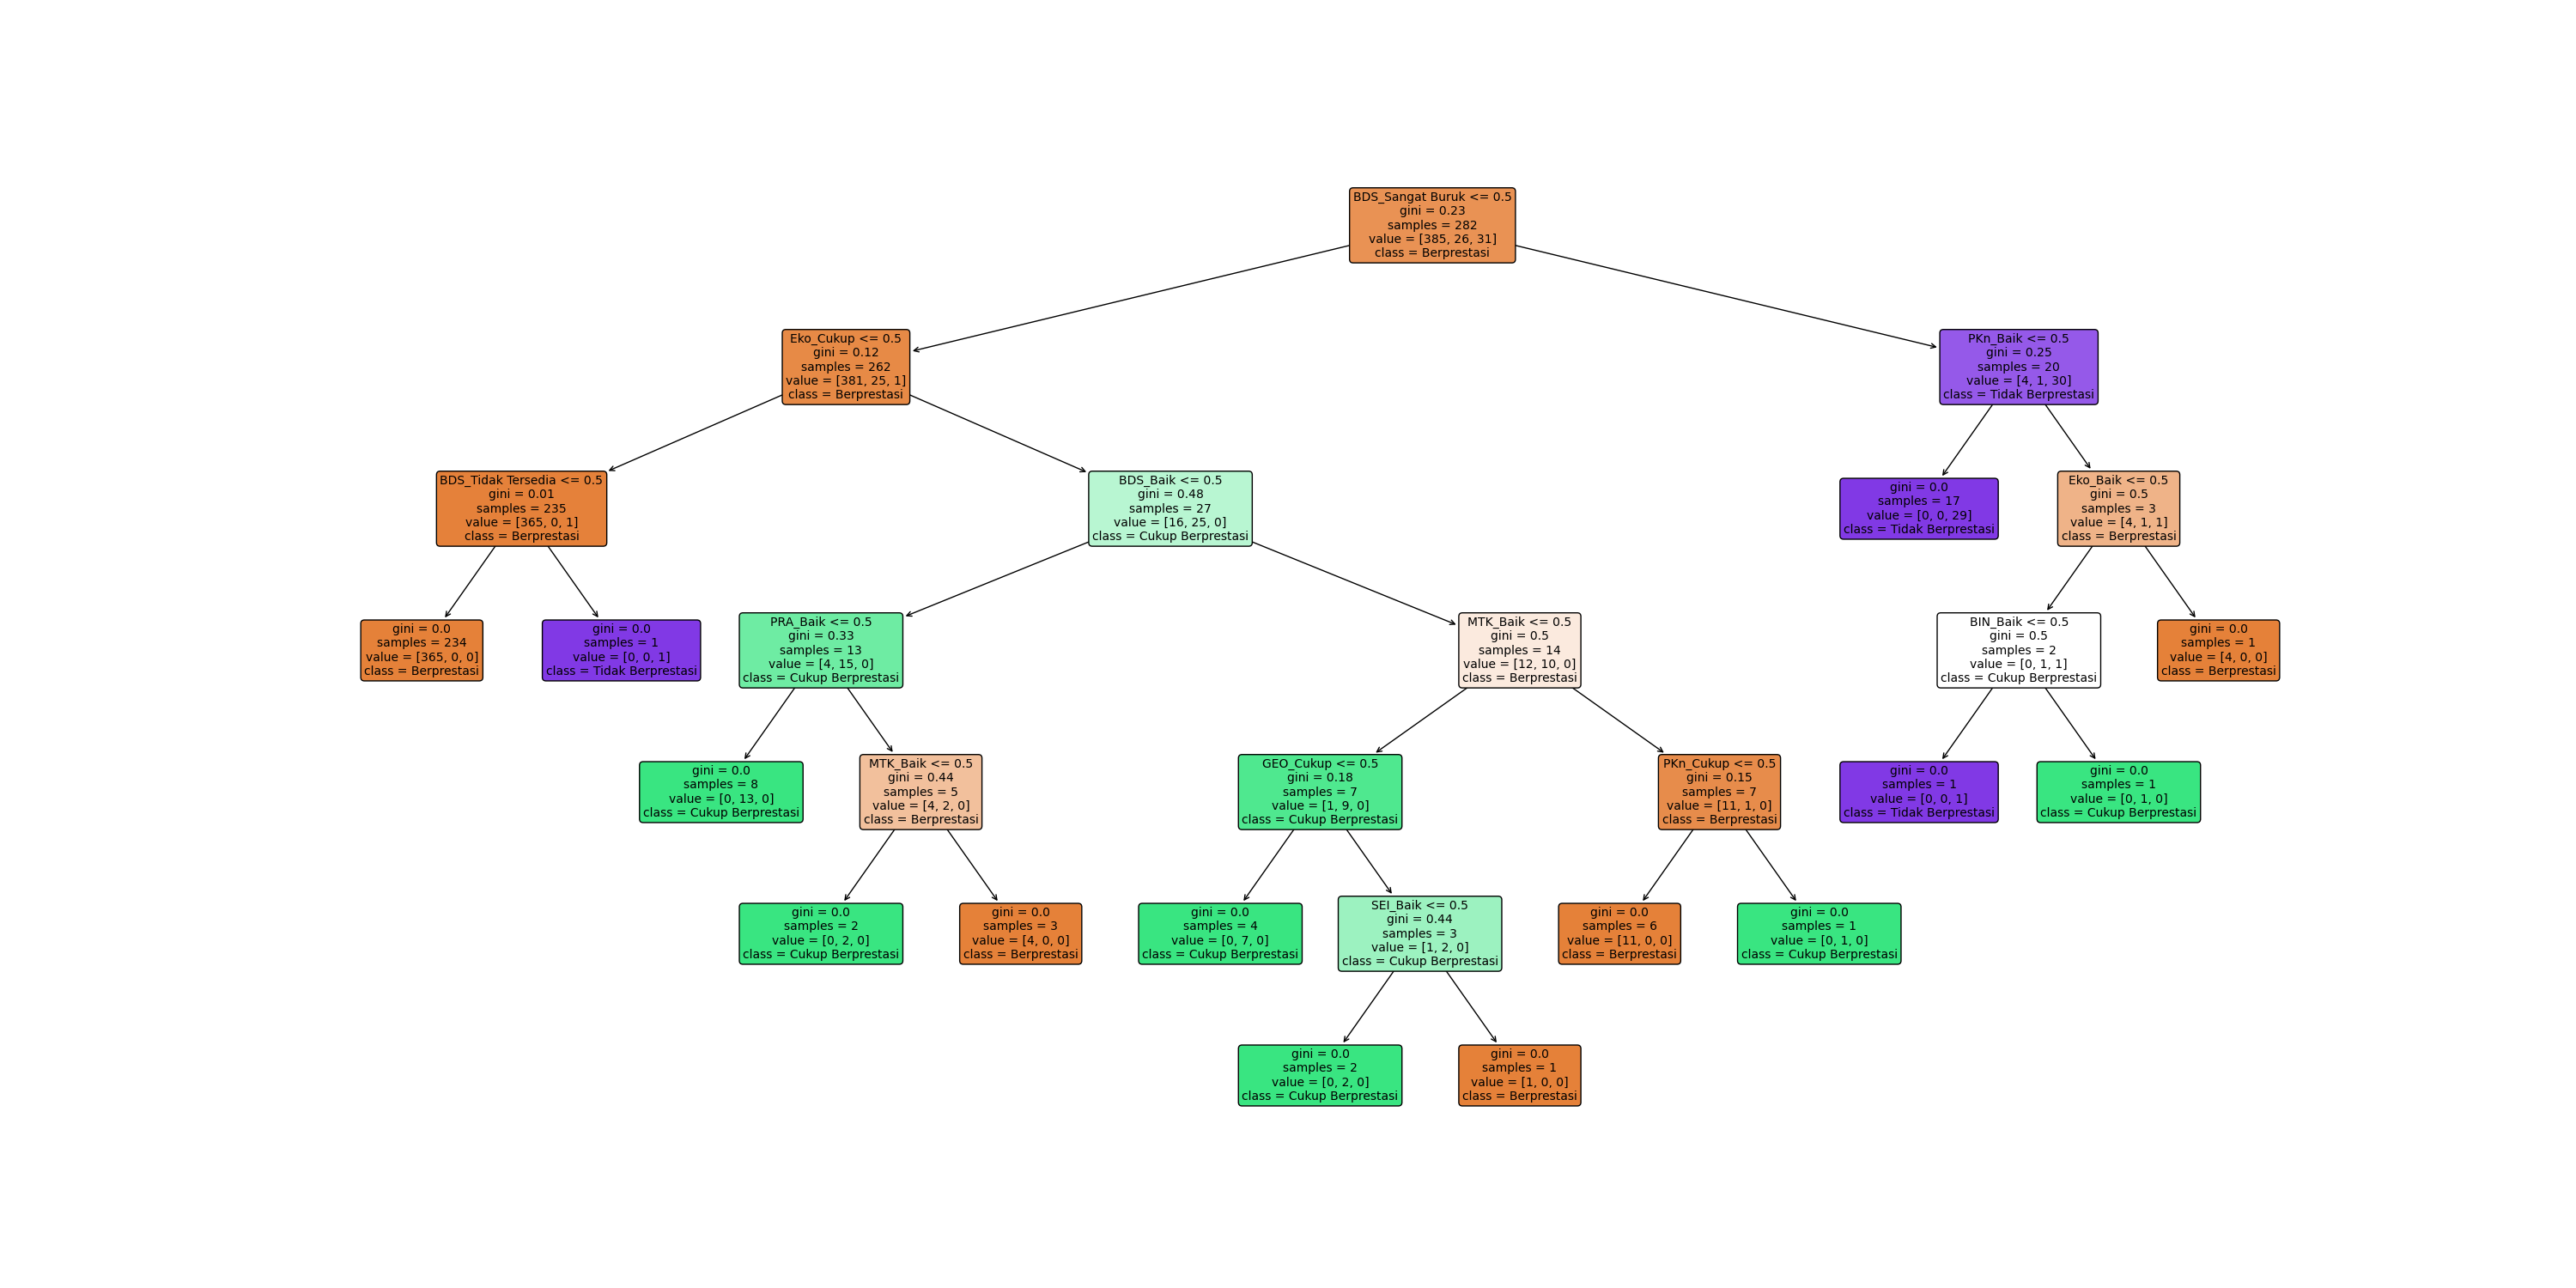 BDS_Sangat Buruk <= 0.5
gini = 0.23
samples = 282
value = [385, 26, 31]
class = Berprestasi
Eko_Cukup <= 0.5
gini = 0.12
samples = 262
value = [381, 25, 1]
class = Berprestasi
PKn_Baik <= 0.5
gini = 0.25
samples = 20
value = [4, 1, 30]
class = Tidak Berprestasi
BDS_Tidak Tersedia <= 0.5
gini = 0.01
samples = 235
value = [365, 0, 1]
class = Berprestasi
BDS_Baik <= 0.5
gini = 0.48
samples = 27
value = [16, 25, 0]
class = Cukup Berprestasi
gini = 0.0
samples = 17
value = [0, 0, 29]
class = Tidak Berprestasi
Eko_Baik <= 0.5
gini = 0.5
samples = 3
value = [4, 1, 1]
class = Berprestasi
gini = 0.0
samples = 234
value = [365, 0, 0]
class = Berprestasi
gini = 0.0
samples = 1
value = [0, 0, 1]
class = Tidak Berprestasi
PRA_Baik <= 0.5
gini = 0.33
samples = 13
value = [4, 15, 0]
class = Cukup Berprestasi
MTK_Baik <= 0.5
gini = 0.5
samples = 14
value = [12, 10, 0]
class = Berprestasi
BIN_Baik <= 0.5
gini = 0.5
samples = 2
value = [0, 1, 1]
class = Cukup Berprestasi
gini = 0.0
samples = 1
value = [4, 0, 0]
class = Berprestasi
gini = 0.0
samples = 8
value = [0, 13, 0]
class = Cukup Berprestasi
MTK_Baik <= 0.5
gini = 0.44
samples = 5
value = [4, 2, 0]
class = Berprestasi
GEO_Cukup <= 0.5
gini = 0.18
samples = 7
value = [1, 9, 0]
class = Cukup Berprestasi
PKn_Cukup <= 0.5
gini = 0.15
samples = 7
value = [11, 1, 0]
class = Berprestasi
gini = 0.0
samples = 1
value = [0, 0, 1]
class = Tidak Berprestasi
gini = 0.0
samples = 1
value = [0, 1, 0]
class = Cukup Berprestasi
gini = 0.0
samples = 2
value = [0, 2, 0]
class = Cukup Berprestasi
gini = 0.0
samples = 3
value = [4, 0, 0]
class = Berprestasi
gini = 0.0
samples = 4
value = [0, 7, 0]
class = Cukup Berprestasi
SEI_Baik <= 0.5
gini = 0.44
samples = 3
value = [1, 2, 0]
class = Cukup Berprestasi
gini = 0.0
samples = 6
value = [11, 0, 0]
class = Berprestasi
gini = 0.0
samples = 1
value = [0, 1, 0]
class = Cukup Berprestasi
gini = 0.0
samples = 2
value = [0, 2, 0]
class = Cukup Berprestasi
gini = 0.0
samples = 1
value = [1, 0, 0]
class = Berprestasi